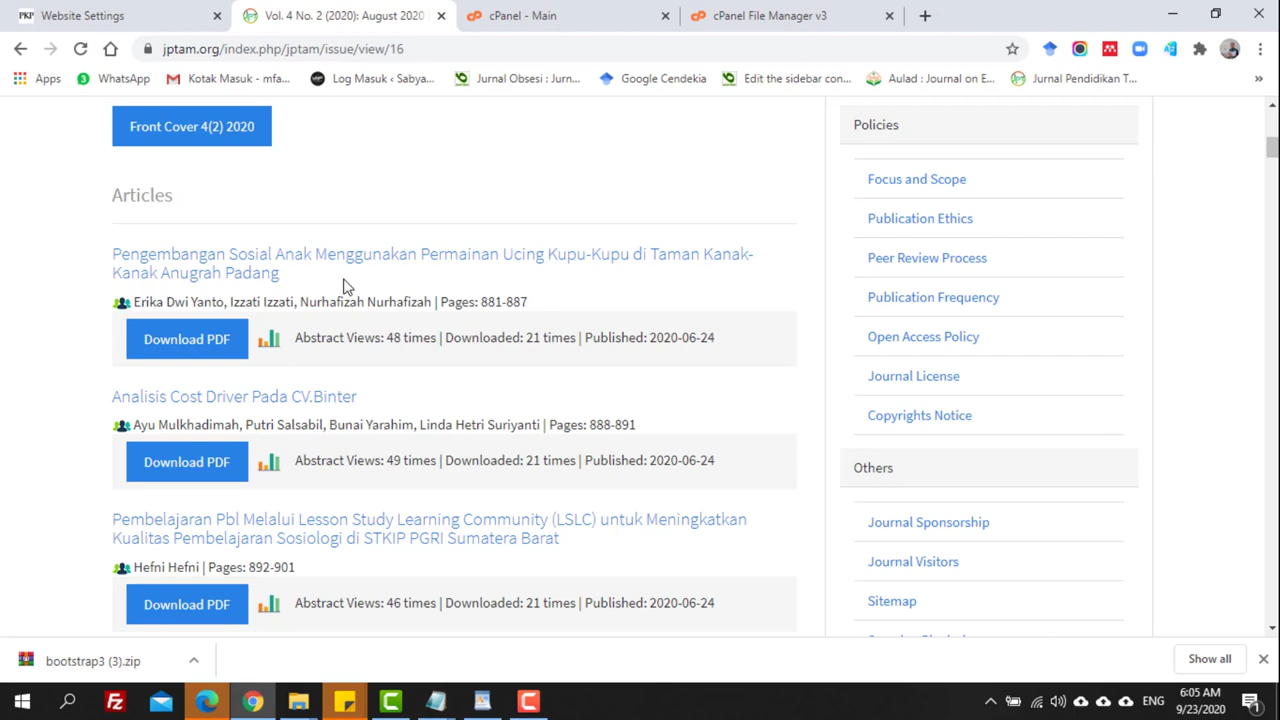 Website Settings
Vol. 4 No. 2 (2020): August 2020
cPanel - Main
cPanel File Manager v3
jptam.org/index.php/jptam/issue/view/16
Apps
WhatsApp
Kotak Masuk - mfa...
Log Masuk ‹ Sabya...
Jurnal Obsesi : Jurn...
Google Cendekia
Edit the sidebar con...
Aulad : Journal on E...
Jurnal Pendidikan T...
»
Front Cover 4(2) 2020
Articles
Pengembangan Sosial Anak Menggunakan Permainan Ucing Kupu-Kupu di Taman Kanak-
Kanak Anugrah Padang
Erika Dwi Yanto, Izzati Izzati, Nurhafizah Nurhafizah | Pages: 881-887
Download PDF
Abstract Views: 48 times | Downloaded: 21 times | Published: 2020-06-24
Analisis Cost Driver Pada CV.Binter
Ayu Mulkhadimah, Putri Salsabil, Bunai Yarahim, Linda Hetri Suriyanti | Pages: 888-891
Download PDF
Abstract Views: 49 times | Downloaded: 21 times | Published: 2020-06-24
Pembelajaran Pbl Melalui Lesson Study Learning Community (LSLC) untuk Meningkatkan
Kualitas Pembelajaran Sosiologi di STKIP PGRI Sumatera Barat
Hefni Hefni | Pages: 892-901
Download PDF
Abstract Views: 46 times | Downloaded: 21 times | Published: 2020-06-24
Policies
Focus and Scope
Publication Ethics
Peer Review Process
Publication Frequency
Open Access Policy
Journal License
Copyrights Notice
Others
Journal Sponsorship
Journal Visitors
Sitemap
bootstrap3 (3).zip
Show all
ENG
6:05 AM
9/23/2020